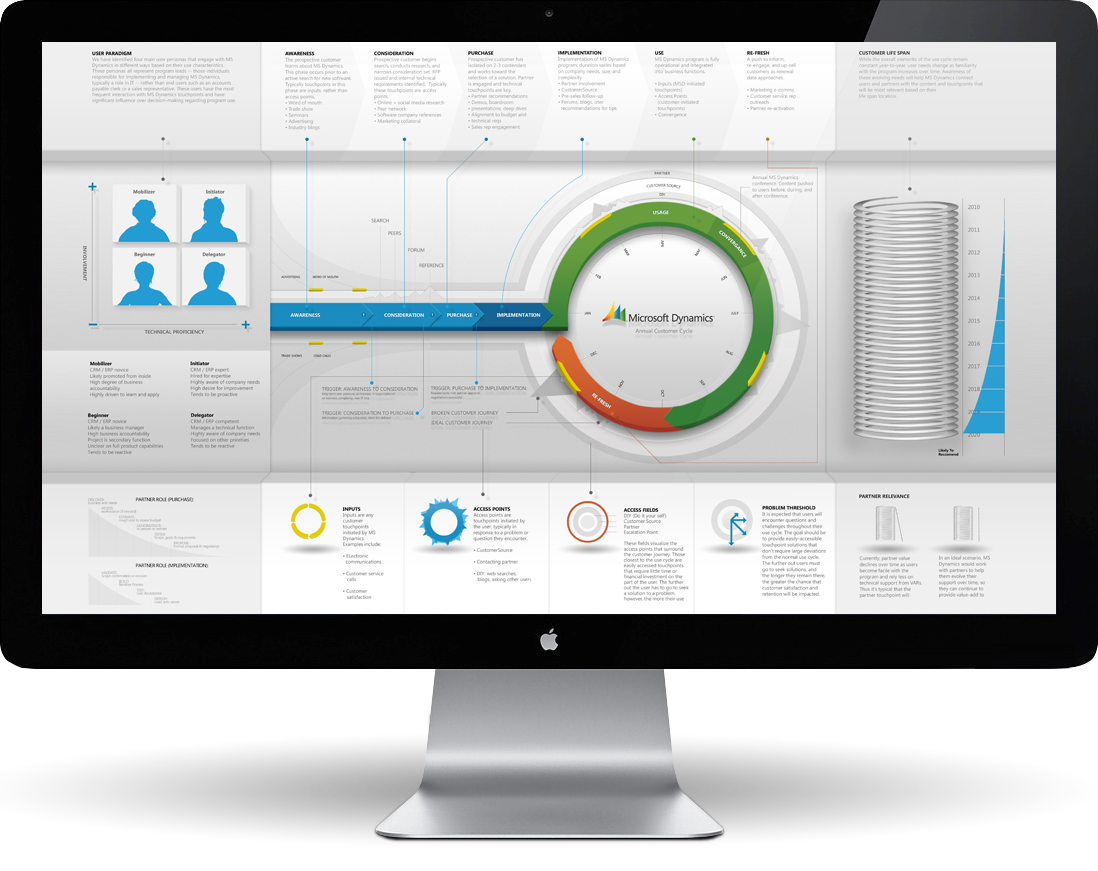 USER PARADIGM
We have identified four main user personas that engage with MS
Dynamics in different ways based on their use characteristics.
These personas all represent program leads -- those individuals
responsible for implementing and managing MS Dynamics,
typically a role in IT -- rather than end users such as an accounts
payable clerk or a sales representative. These users have the most
frequent interaction with MS Dynamics touchpoints and have
significant influence over decision-making regarding program use.
AWARENESS
The prospective customer
learns about MS Dynamics.
This phase occurs prior to an
active search for new software.
Typically touchpoints in this
phase are inputs, rather than
access points.
• Word of mouth
• Trade show
• Seminars
• Advertising
• Industry blogs
CONSIDERATION
Prospective customer begins
search, conducts research, and
narrows consideration set. RFP
issued and internal technical
requirements identified. Typically
these touchpoints are access
points:
• Online + social media research
• Peer network
• Software company references
• Marketing collateral
PURCHASE
Prospective customer has
isolated on 2-3 contenders
and works toward the
selection of a solution. Partner
is engaged and technical
touchpoints are key.
• Partner recommendations
• Demos, boardroom
presentations, deep dives
• Alignment to budget and
technical reqs
• Sales rep engagement
IMPLEMENTATION
Implementation of MS Dynamics
program duration varies based
on company needs, size, and
complexity.
• Partner involvement
• CustomerSource
• Pre-sales follow-up
• Forums, blogs, user
recommendations for tips
USE
MS Dynamics program is fully
operational and integrated
into business functions.
• Inputs (MSD initiated
touchpoints)
• Access Points
(customer-initiated
touchpoints)
• Convergence
RE-FRESH
A push to inform,
re-engage, and up-sell
customers as renewal
date approaches.
• Marketing + comms
• Customer service rep
outreach
• Partner re-activation
CUSTOMER LIFE SPAN
While the overall elements of the use cycle remain
constant year-to-year, user needs change as familiarity
with the program increases over time. Awareness of
these evolving needs will help MS Dynamics connect
users and partners with the touchpoints that
will be most relevant based on their
life span location.
Mobilizer
Initiator
Beginner
Delegator
INVOLVEMENT
TECHNICAL PROFICIENCY
SEARCH
PEERS
FORUM
REFERENCE
ADVERTISING
WORD OF MOUTH
AWARENESS
CONSIDERATION
PURCHASE
IMPLEMENTATION
TRADE SHOWS
COLD CALLS
PARTNER
CUSTOMER SOURCE
DIY
USAGE
CONVERGENCE
RE-FRESH
JAN
FEB
MAR
APR
MAY
JUN
JULY
AUG
SEP
OCT
NOV
DEC
Microsoft Dynamics
Annual Customer Cycle
Annual MS Dynamics
conference. Content pushed
to users before, during, and
after conference.
2010
2011
2012
2013
2014
2015
2016
2017
2018
2020
Likely To
Recommend
TRIGGER: AWARENESS TO CONSIDERATION
TRIGGER: CONSIDERATION TO PURCHASE
TRIGGER: PURCHASE TO IMPLEMENTATION
BROKEN CUSTOMER JOURNEY
IDEAL CUSTOMER JOURNEY
Mobilizer
CRM / ERP novice
Likely promoted from inside
High degree of business
accountability
Highly driven to learn and apply
Initiator
CRM / ERP expert
Hired for expertise
Highly aware of company needs
High desire for improvement
Tends to be proactive
Beginner
CRM / ERP novice
Likely a business manager
High business accountability
Project is secondary function
Unclear on full product capabilities
Tends to be reactive
Delegator
CRM / ERP competent
Manages a technical function
Highly aware of company needs
Focused on other priorities
Tends to be reactive
PARTNER ROLE (PURCHASE)
PARTNER ROLE (IMPLEMENTATION)
INPUTS
Inputs are any
customer
touchpoints
initiated by MS
Dynamics
Examples include:
• Electronic
communications
• Customer service
calls
• Customer
satisfaction
ACCESS POINTS
Access points are
touchpoints initiated by
the user, typically in
response to a problem or
question they encounter.
• CustomerSource
• Contacting partner
• DIY: web searches,
blogs, asking other users
ACCESS FIELDS
DIY (Do it your self)
Customer Source
Partner
Escalation Point
These fields visualize the
access points that surround
the customer journey. Those
closest to the use cycle are
easily accessed touchpoints
that require little time or
financial investment on the
part of the user. The further
out the user has to go to seek
a solution to a problem,
however, the more their use
PROBLEM THRESHOLD
It is expected that users will
encounter questions and
challenges throughout their
use cycle. The goal should be
to provide easily-accessible
touchpoint solutions that
don't require large deviations
from the normal use cycle.
The further out users must
go to seek solutions, and
the longer they remain there,
the greater the chance that
customer satisfaction and
retention will be impacted.
PARTNER RELEVANCE
Currently, partner value
declines over time as users
become facile with the
program and rely less on
technical support from VARs.
Thus it's typical that the
partner touchpoint will
In an ideal scenario, MS
Dynamics would work
with partners to help
them evolve their
support over time, so
they can continue to
provide value-add to